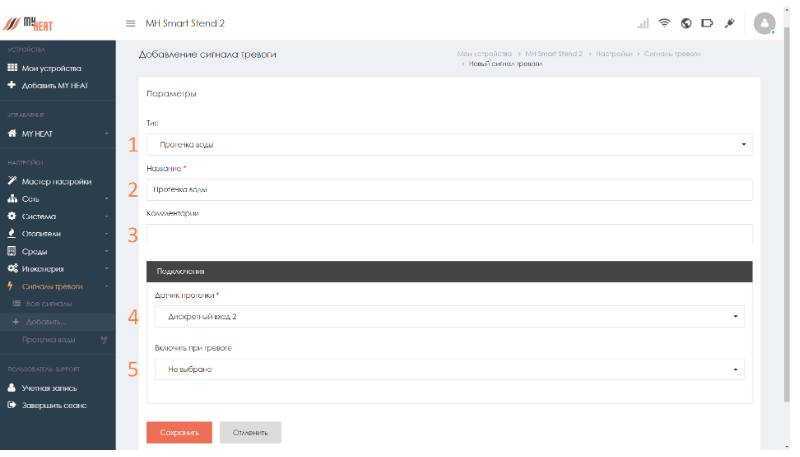 MY HEAT
MH Smart Stend 2
УСТРОЙСТВА
Мои устройства
Добавить MY HEAT
УПРАВЛЕНИЕ
MY HEAT
НАСТРОЙКИ
Мастер настройки
Сеть
Система
Отопители
Среды
Инженерия
Сигналы тревоги
Все сигналы
Добавить...
Протечка воды
ПОЛЬЗОВАТЕЛЬ: SUPPORT
Учетная запись
Завершить сеанс
Добавление сигнала тревоги
Мои устройства > MH Smart Stend 2 > Настройки > Сигналы тревоги
> Новый сигнал тревоги
Параметры
Тип
1 Протечка воды
Название *
2 Протечка воды
Комментарии
3
Подключения
Датчик протечки *
4 Дискретный вход 2
Включить при тревоге
5 Не выбрано
Сохранить Отменить